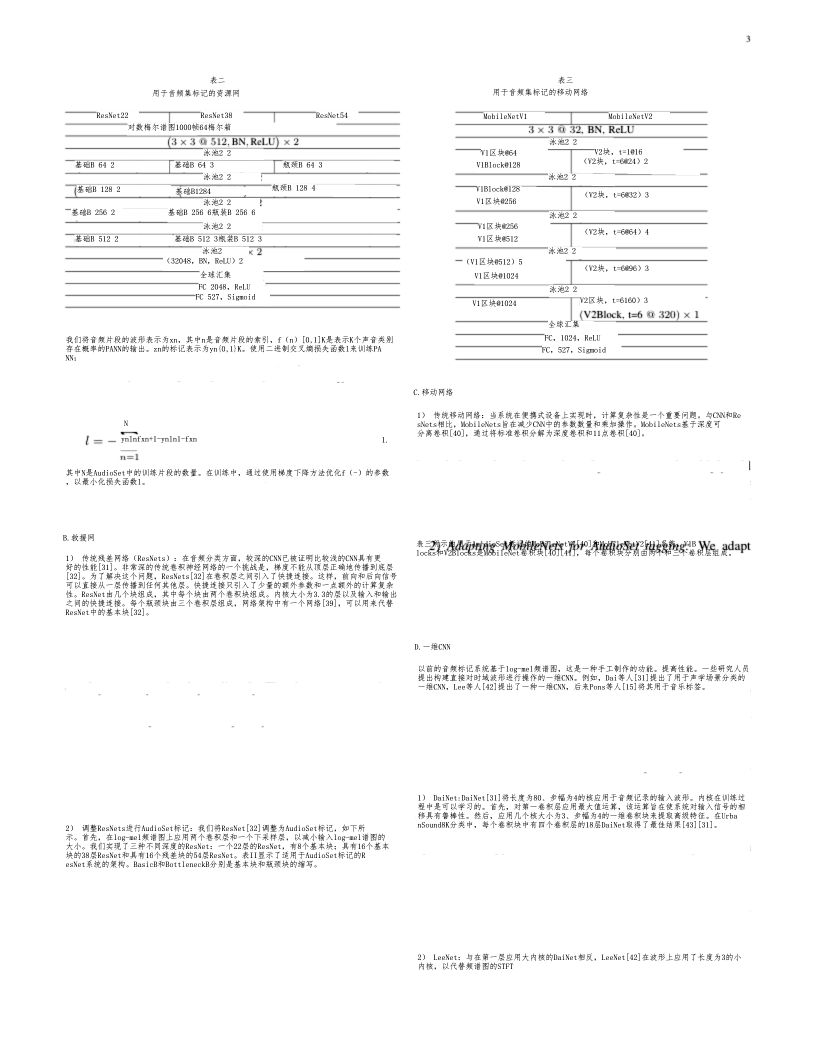 3
表二
用于音频集标记的资源网
ResNet22 ResNet38 ResNet54
对数梅尔谱图1000帧64梅尔箱
(3 × 3 @ 512, BN, ReLU) × 2
泳池2 2
基础B 64 2 基础B 64 3 瓶颈B 64 3
泳池2 2
(基础B 128 2 基础B1284 瓶颈B 128 4
泳池2 2
基础B 256 2 基础B 256 6瓶装B 256 6
泳池2 2
基础B 512 2 基础B 512 3瓶装B 512 3
泳池2 × 2
(32048，BN，ReLU) 2
全球汇集
FC 2048，ReLU
FC 527，Sigmoid
我们将音频片段的波形表示为xn，其中n是音频片段的索引，f（n）[0,1]K是表示K个声音类别
存在概率的PANN的输出。zn的标记表示为yn{0,1}K。使用二进制交叉熵损失函数1来训练PA
NN：
N
l = − ynlnfxn+1-ynln1-fxn 1.
n=1
其中N是AudioSet中的训练片段的数量。在训练中，通过使用梯度下降方法优化f（-）的参数
，以最小化损失函数1。
B.救援网
1） 传统残差网络（ResNets）：在音频分类方面，较深的CNN已被证明比较浅的CNN具有更
好的性能[31]。非常深的传统卷积神经网络的一个挑战是，梯度不能从顶层正确地传播到底层
[32]。为了解决这个问题，ResNets[32]在卷积层之间引入了快捷连接。这样，前向和后向信号
可以直接从一层传播到任何其他层。快捷连接只引入了少量的额外参数和一点额外的计算复杂
性。ResNet由几个块组成，其中每个块由两个卷积块组成。内核大小为3.3的层以及输入和输出
之间的快捷连接。每个瓶颈块由三个卷积层组成，网络架构中有一个网络[39]，可以用来代替
ResNet中的基本块[32]。
2） 调整ResNets进行AudioSet标记：我们将ResNet[32]调整为AudioSet标记，如下所
示。首先，在log-mel频谱图上应用两个卷积层和一个下采样层，以减小输入log-mel谱图的
大小。我们实现了三种不同深度的ResNet：一个22层的ResNet，有8个基本块；具有16个基本
块的38层ResNet和具有16个残差块的54层ResNet。表II显示了适用于AudioSet标记的R
esNet系统的架构。BasicB和BottleneckB分别是基本块和瓶颈块的缩写。
表三
用于音频集标记的移动网络
MobileNetV1 MobileNetV2
3 × 3 @ 32, BN, ReLU
泳池2 2
V1区块@64 V2块，t=1@16
V1Block@128 （V2块，t=6@24）2
泳池2 2
V1Block@128
V1区块@256 （V2块，t=6@32）3
泳池2 2
V1区块@256
V1区块@512 （V2块，t=6@64）4
泳池2 2
（V1区块@512）5
V1区块@1024 （V2块，t=6@96）3
泳池2 2
V1区块@1024 V2区块，t=6160）3
(V2Block, t=6 @ 320) × 1
全球汇集
FC，1024，ReLU
FC，527，Sigmoid
C.移动网络
1） 传统移动网络：当系统在便携式设备上实现时，计算复杂性是一个重要问题。与CNN和Re
sNets相比，MobileNets旨在减少CNN中的参数数量和乘加操作。MobileNets基于深度可
分离卷积[40]，通过将标准卷积分解为深度卷积和11点卷积[40]。
2) Adapting MobileNets for AudioSet tagging: We adapt
locks和V2Blocks是MobileNet卷积块[40][41]，每个卷积块分别由两个和三个卷积层组成。
D.一维CNN
以前的音频标记系统基于log-mel频谱图，这是一种手工制作的功能。提高性能。一些研究人员
提出构建直接对时域波形进行操作的一维CNN。例如，Dai等人[31]提出了用于声学场景分类的
一维CNN，Lee等人[42]提出了一种一维CNN，后来Pons等人[15]将其用于音乐标签。
1） DaiNet:DaiNet[31]将长度为80、步幅为4的核应用于音频记录的输入波形。内核在训练过
程中是可以学习的。首先，对第一卷积层应用最大值运算，该运算旨在使系统对输入信号的相
移具有鲁棒性。然后，应用几个核大小为3、步幅为4的一维卷积块来提取高级特征。在Urba
nSound8K分类中，每个卷积块中有四个卷积层的18层DaiNet取得了最佳结果[43][31]。
2） LeeNet：与在第一层应用大内核的DaiNet相反，LeeNet[42]在波形上应用了长度为3的小
内核，以代替频谱图的STFT